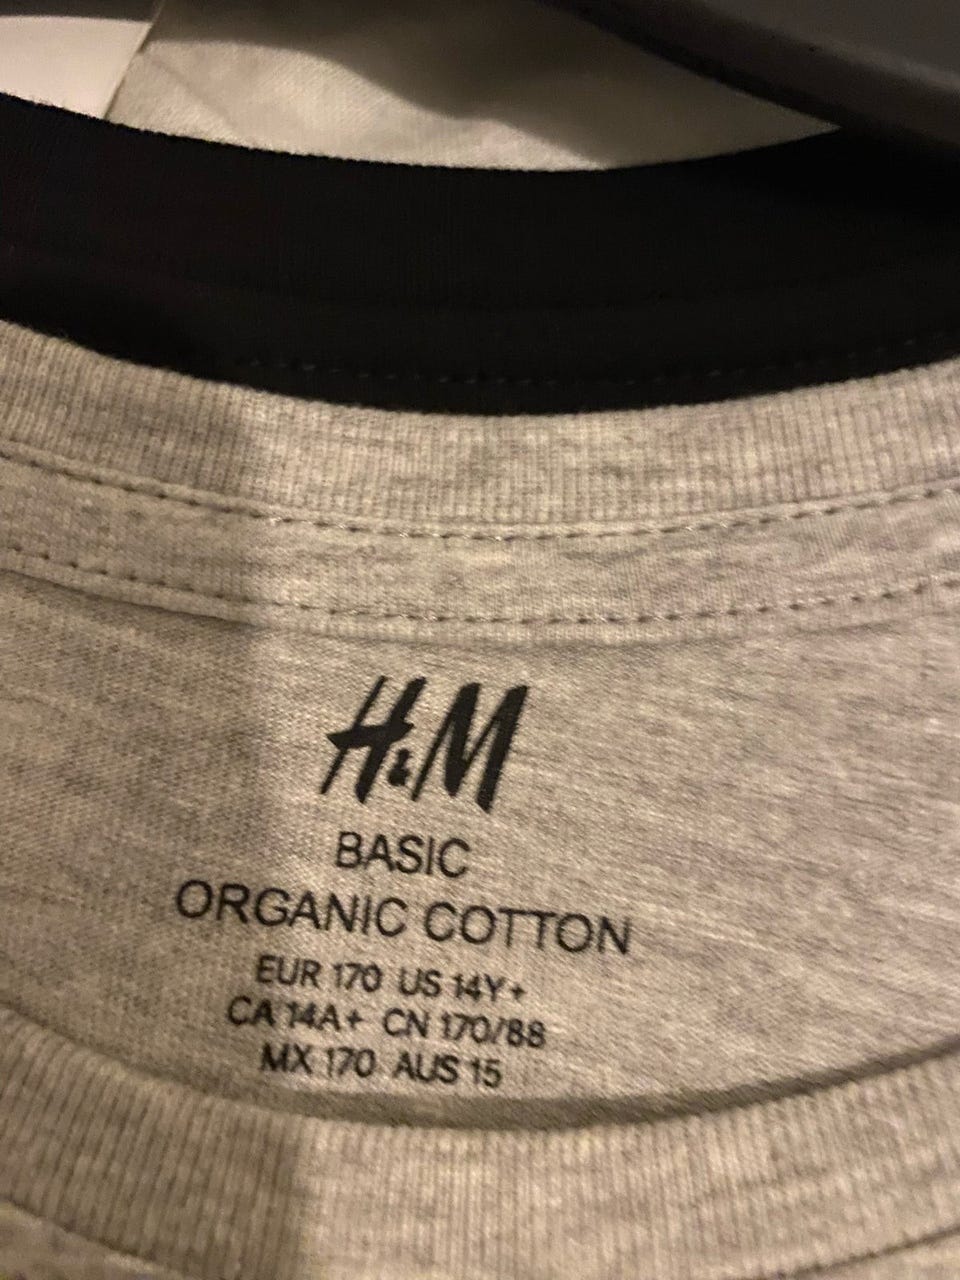 H&M
BASIC
ORGANIC COTTON
EUR 170 US 14Y+
CA 14A+ CN 170/88
MX 170 AUS 15